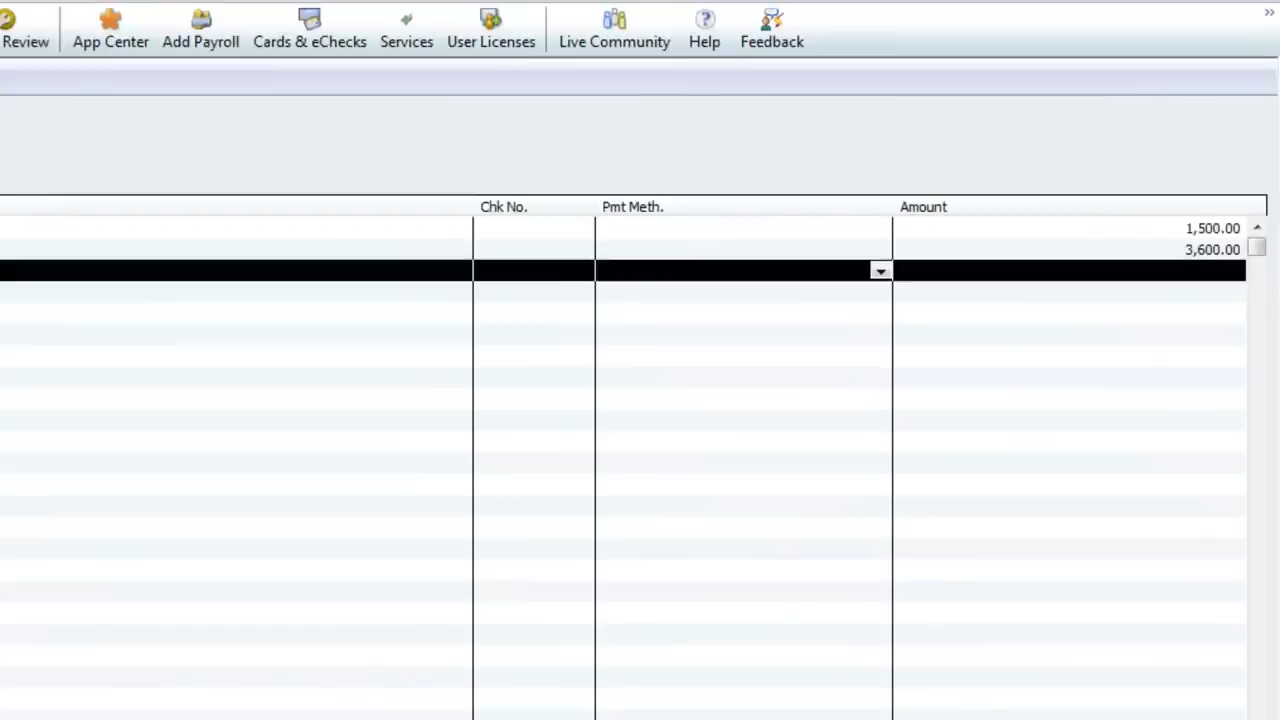 Review App Center Add Payroll Cards & eChecks Services User Licenses Live Community Help Feedback
Chk No. Pmt Meth. Amount
1,500.00
3,600.00